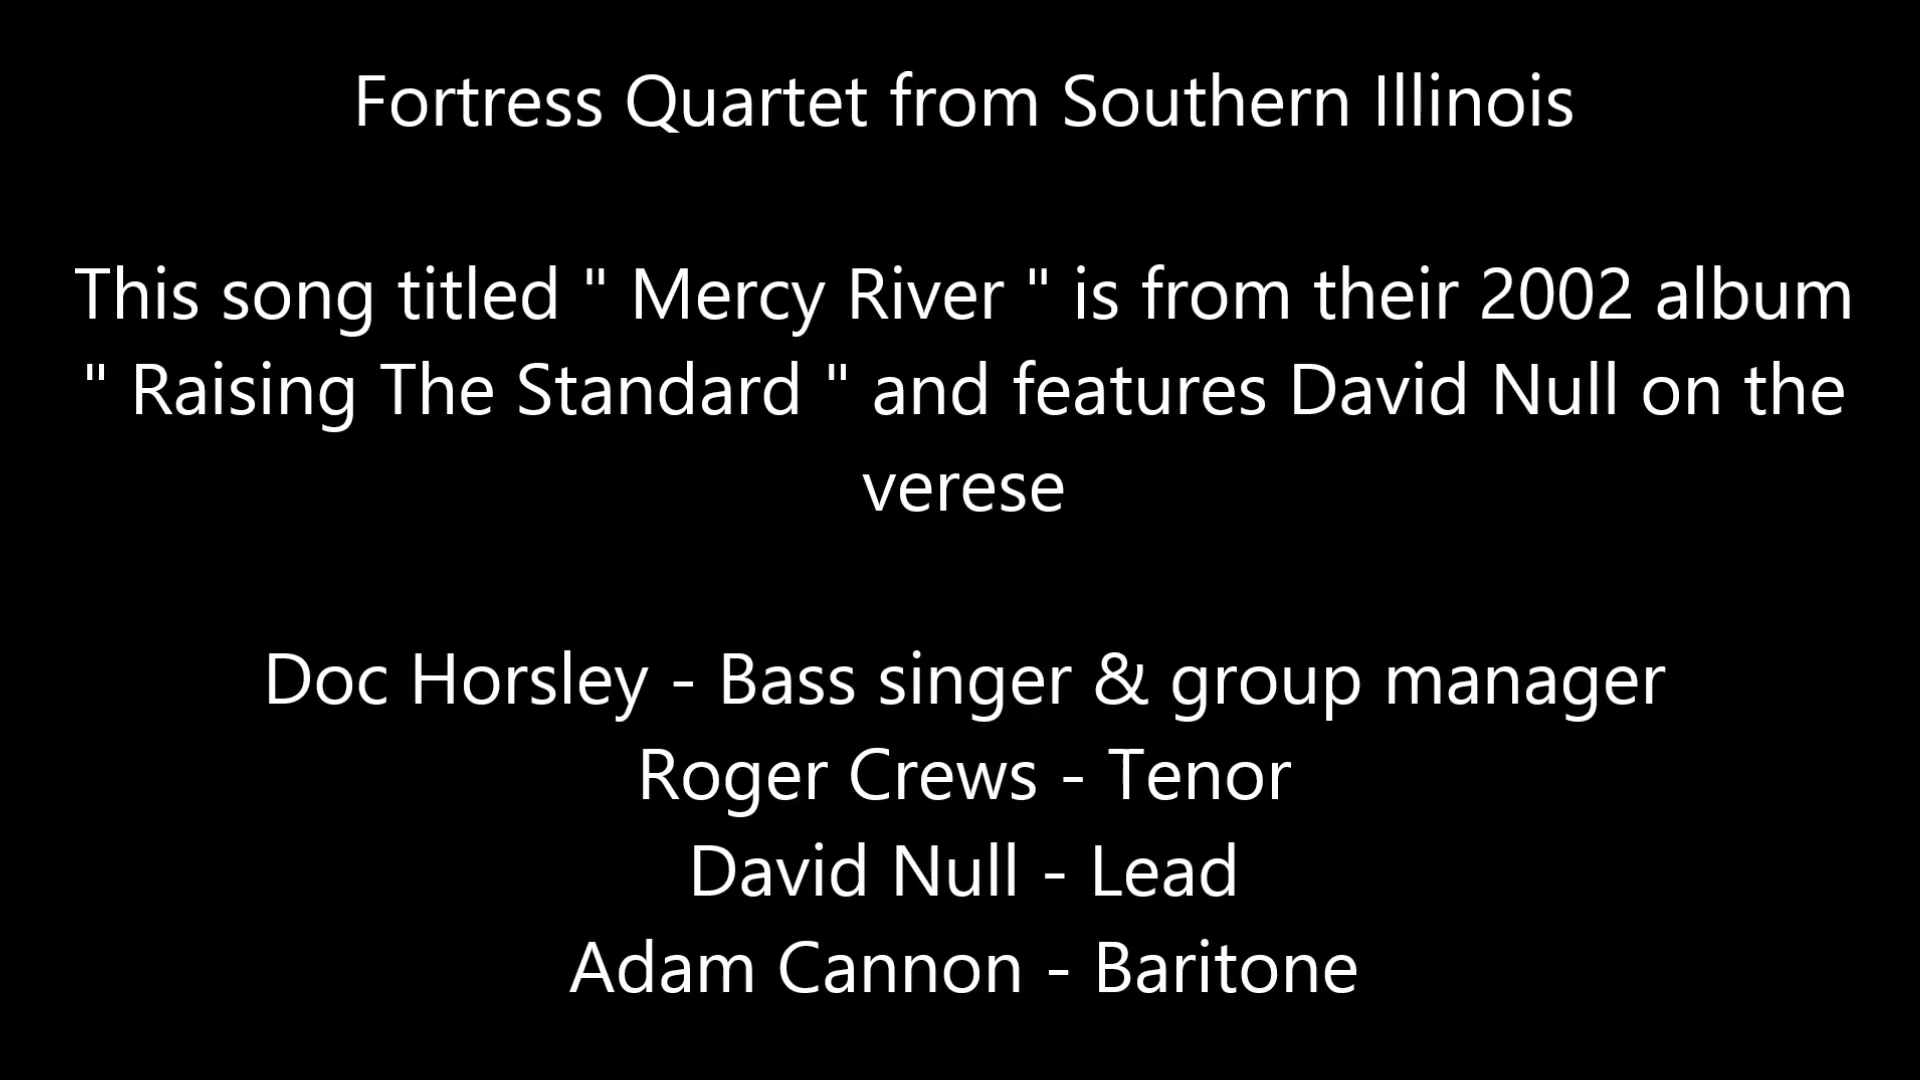 Fortress Quartet from Southern Illinois
This song titled " Mercy River " is from their 2002 album
" Raising The Standard " and features David Null on the
verese
Doc Horsley - Bass singer & group manager
Roger Crews - Tenor
David Null - Lead
Adam Cannon - Baritone